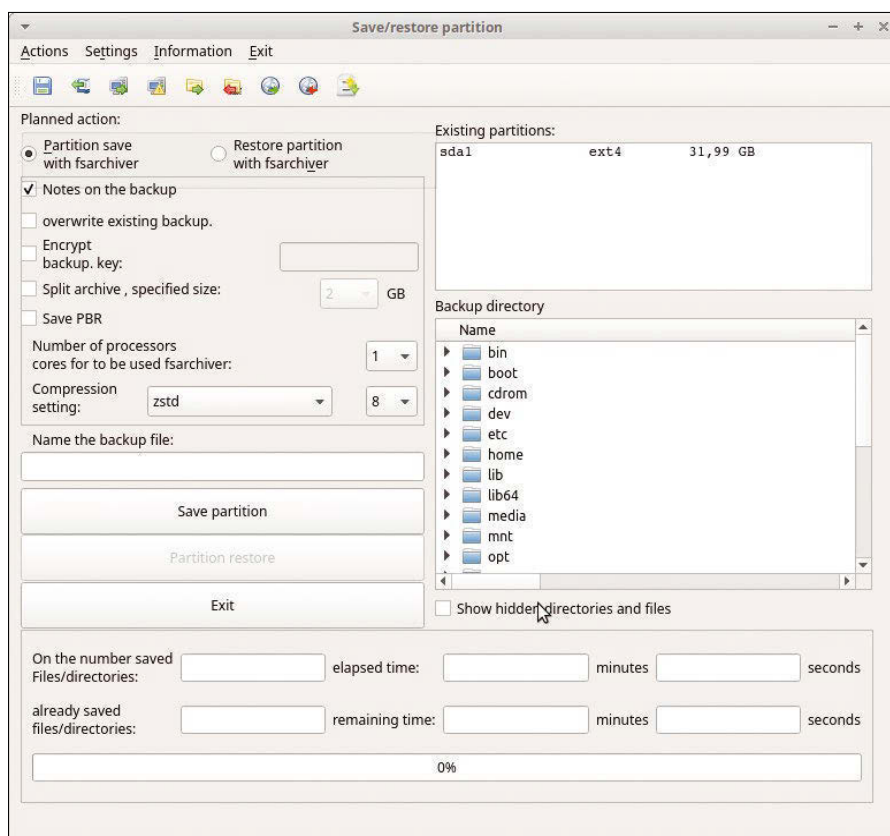 Save/restore partition
Actions Settings Information Exit
Planned action:
Partition save
with fsarchiver
Restore partition
with fsarchiver
Notes on the backup
overwrite existing backup.
Encrypt
backup. key:
Split archive , specified size:
2
GB
Save PBR
Number of processors
cores for to be used fsarchiver:
1
Compression
setting:
zstd
8
Name the backup file:
Save partition
Partition restore
Exit
Existing partitions:
sda1 ext4 31,99 GB
Backup directory
Name
bin
boot
cdrom
dev
etc
home
lib
lib64
media
mnt
opt
Show hidden directories and files
On the number saved
Files/directories:
elapsed time:
minutes
seconds
already saved
files/directories:
remaining time:
minutes
seconds
0%